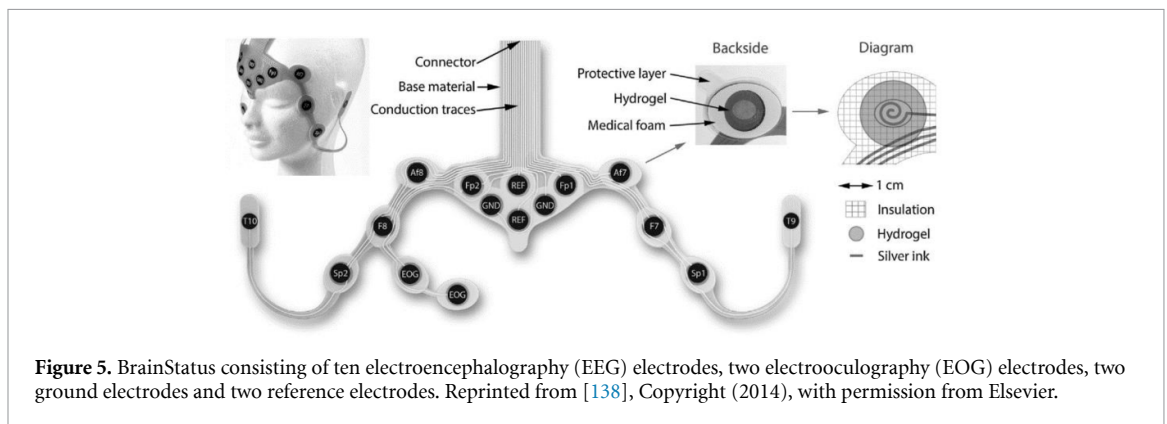 Connector
Base material
Conduction traces
Backside
Protective layer
Hydrogel
Medical foam
Diagram
1 cm
Insulation
Hydrogel
Silver ink
Af8
Fp2
REF
Fp1
Af7
GND
GND
REF
T10
F8
F7
T9
Sp2
EOG
EOG
Sp1
Figure 5. BrainStatus consisting of ten electroencephalography (EEG) electrodes, two electrooculography (EOG) electrodes, two
ground electrodes and two reference electrodes. Reprinted from [138], Copyright (2014), with permission from Elsevier.